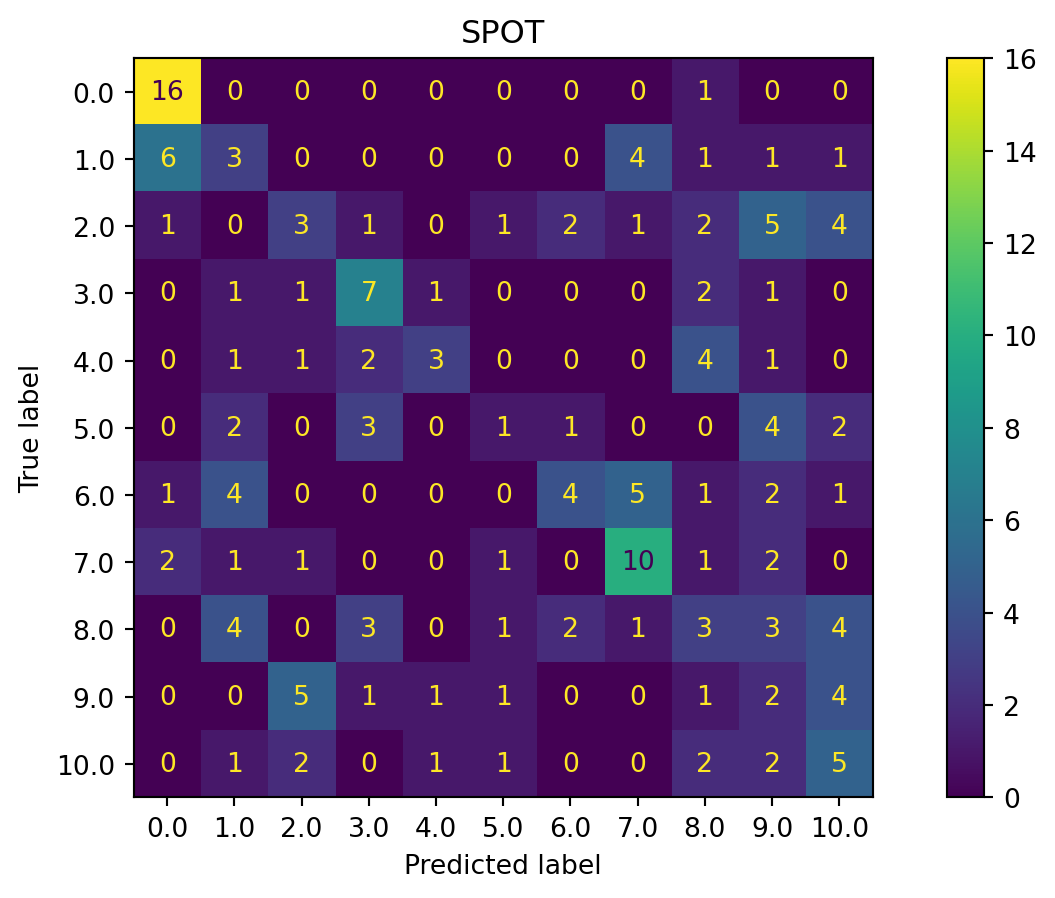 SPOT
0.0 16 0 0 0 0 0 0 0 1 0 0
1.0 6 3 0 0 0 0 0 4 1 1 1
2.0 1 0 3 1 0 1 2 1 2 5 4
3.0 0 1 1 7 1 0 0 0 2 1 0
4.0 0 1 1 2 3 0 0 0 4 1 0
5.0 0 2 0 3 0 1 1 0 0 4 2
6.0 1 4 0 0 0 0 4 5 1 2 1
7.0 2 1 1 0 0 1 0 10 1 2 0
8.0 0 4 0 3 0 1 2 1 3 3 4
9.0 0 0 5 1 1 1 0 0 1 2 4
10.0 0 1 2 0 1 1 0 0 2 2 5
0.0 1.0 2.0 3.0 4.0 5.0 6.0 7.0 8.0 9.0 10.0
Predicted label
True label
16
14
12
10
8
6
4
2
0